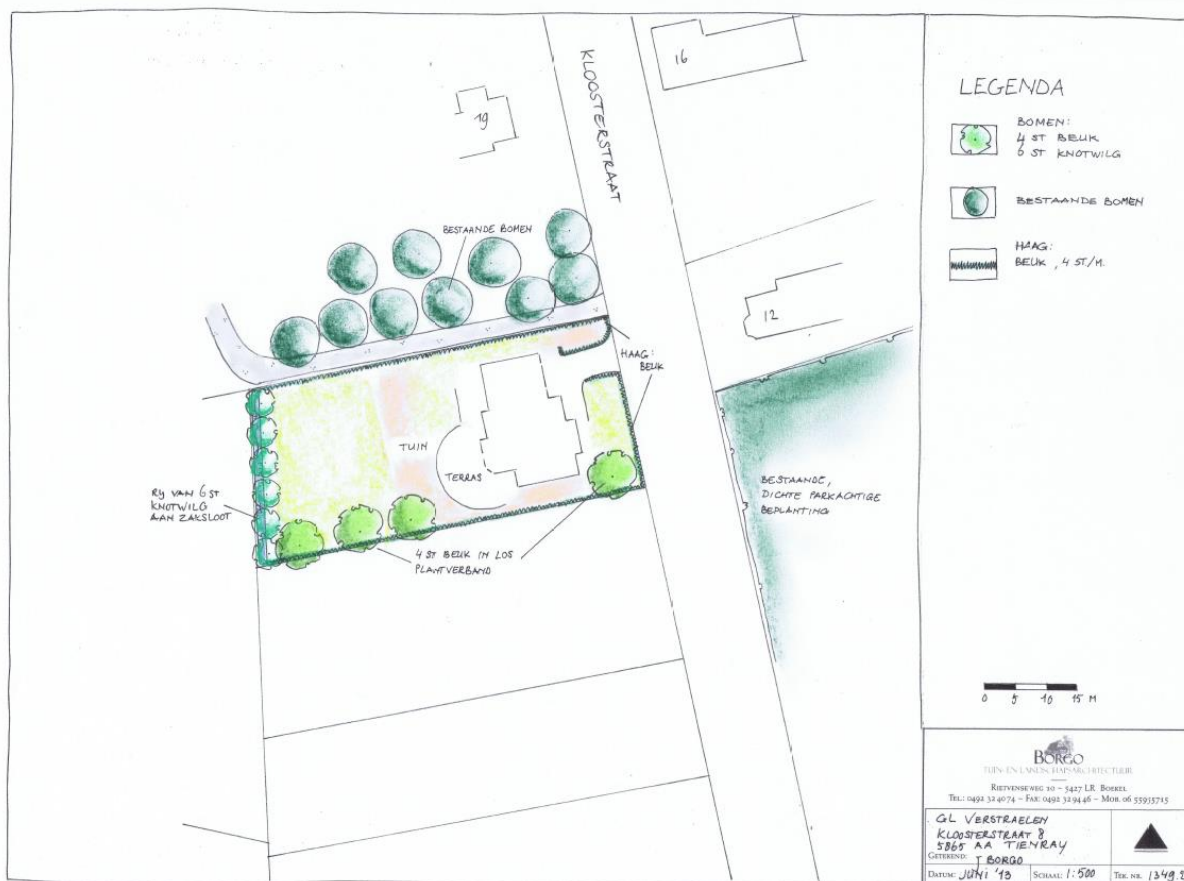 16
KLOOSTERSTRAAT
19
BESTAANDE BOMEN
12
HAAG:
BEUK
TUIN
TERRAS
RIJ VAN 6 ST
KNOTWILG
AAN ZAKSLOOT
4 ST BEUK IN LOS
PLANTVERBAND
BESTAANDE,
DICHTE PARKACHTIGE
BEPLANTING
LEGENDA
BOMEN:
4 ST BEUK
6 ST KNOTWILG
BESTAANDE BOMEN
HAAG:
BEUK, 4 ST./M.
0 5 10 15 M
BORGO
TUIN- EN LANDSCHAPSARCHITECTUUR
RIETVENSEWEG 10 – 5427 LR BOEKEL
TEL.: 0492 324074 – FAX: 0492 329446 – MOB. 06 55935715
GL VERSTRAELEN
KLOOSTERSTRAAT 8
5865 AA TIENRAY
GETEKEND: J BORGO
DATUM: JUNI '13 SCHAAL: 1:500 TEK. NR. 1349.2